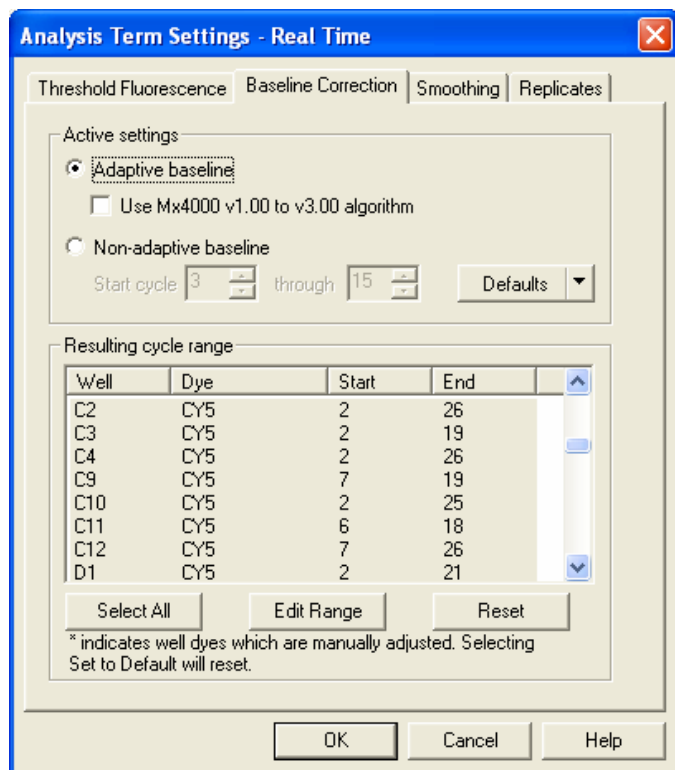 Analysis Term Settings - Real Time
Threshold Fluorescence Baseline Correction Smoothing Replicates
Active settings
Adaptive baseline
Use Mx4000 v1.00 to v3.00 algorithm
Non-adaptive baseline
Start cycle 3 through 15 Defaults
Resulting cycle range
Well Dye Start End
C2 CY5 2 26
C3 CY5 2 19
C4 CY5 2 26
C9 CY5 7 19
C10 CY5 2 25
C11 CY5 6 18
C12 CY5 7 26
D1 CY5 2 21
Select All Edit Range Reset
* indicates well dyes which are manually adjusted. Selecting
Set to Default will reset.
OK Cancel Help